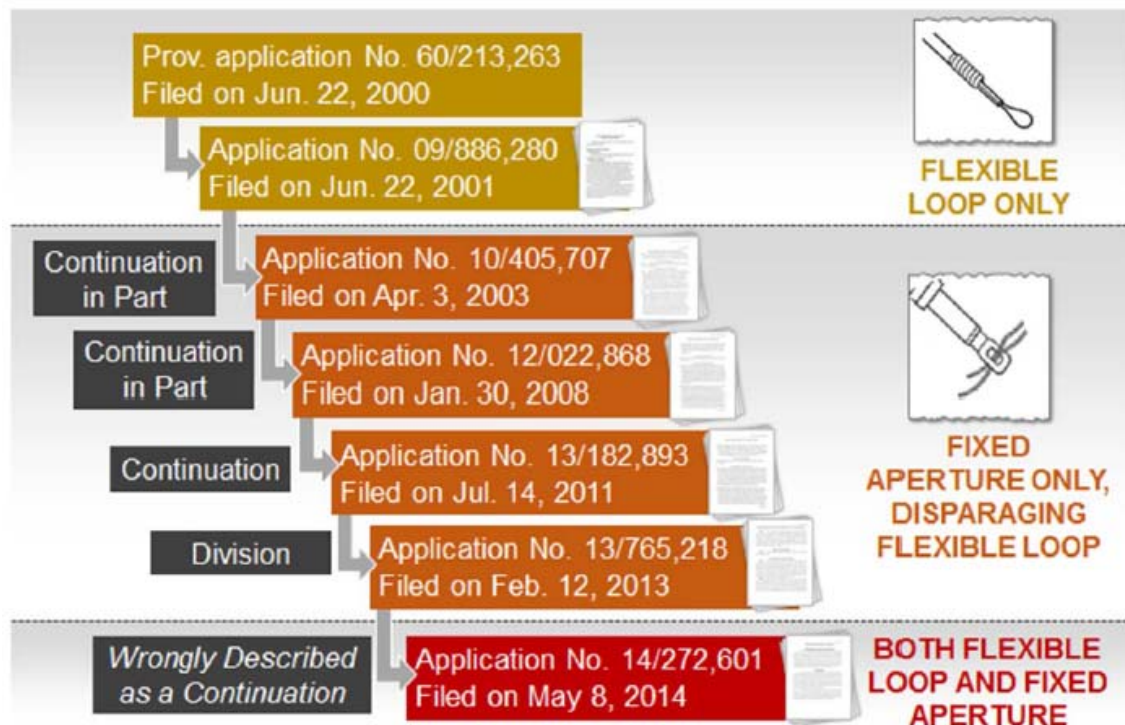 Prov. application No. 60/213,263
Filed on Jun. 22, 2000
Application No. 09/886,280
Filed on Jun. 22, 2001
FLEXIBLE
LOOP ONLY
Continuation
in Part
Application No. 10/405,707
Filed on Apr. 3, 2003
Continuation
in Part
Application No. 12/022,868
Filed on Jan. 30, 2008
Continuation
Application No. 13/182,893
Filed on Jul. 14, 2011
Division
Application No. 13/765,218
Filed on Feb. 12, 2013
FIXED
APERTURE ONLY,
DISPARAGING
FLEXIBLE LOOP
Wrongly Described
as a Continuation
Application No. 14/272,601
Filed on May 8, 2014
BOTH FLEXIBLE
LOOP AND FIXED
APERTURE